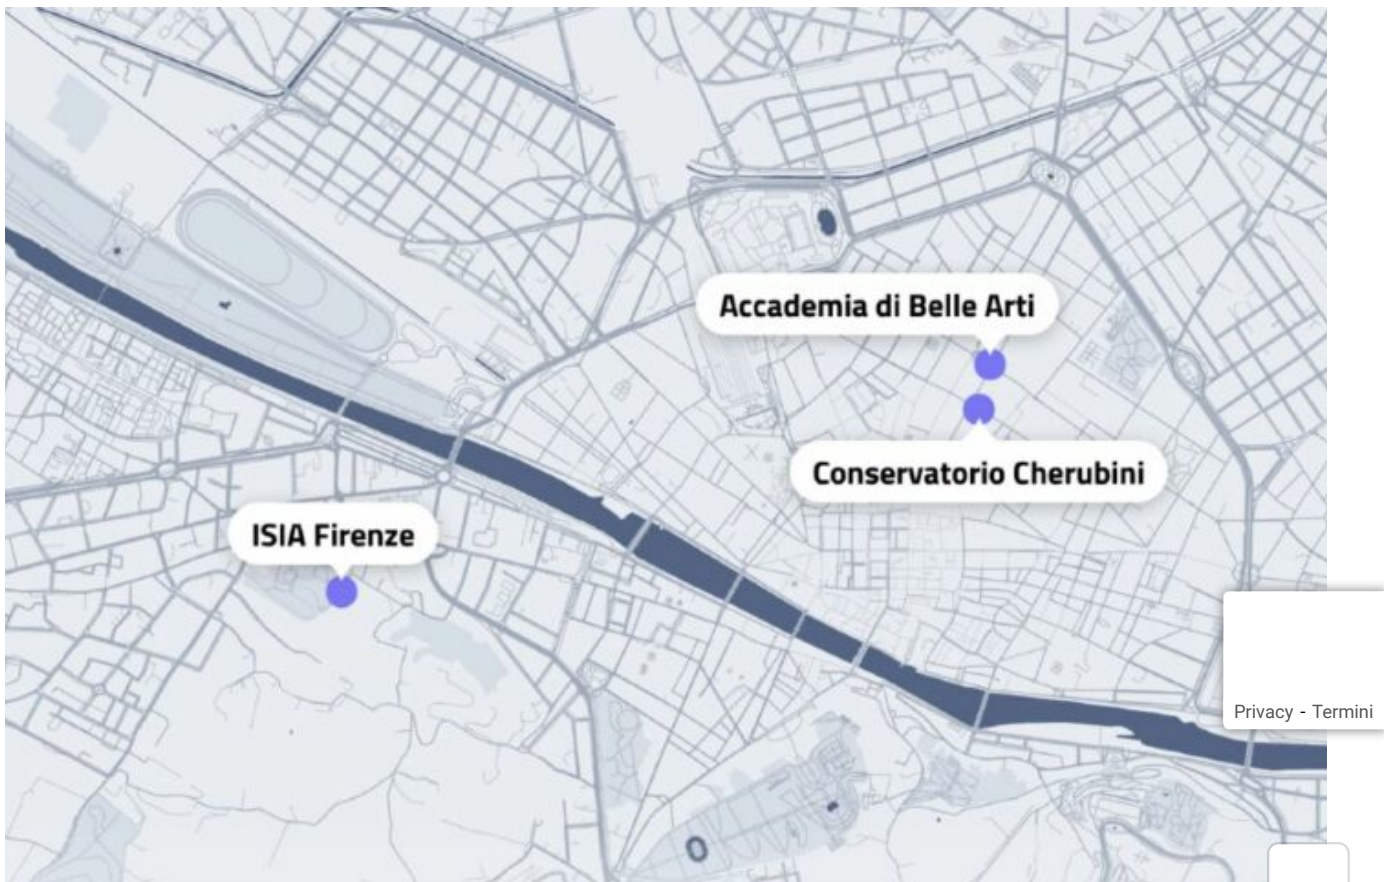 Accademia di Belle Arti
Conservatorio Cherubini
ISIA Firenze
Privacy - Termini